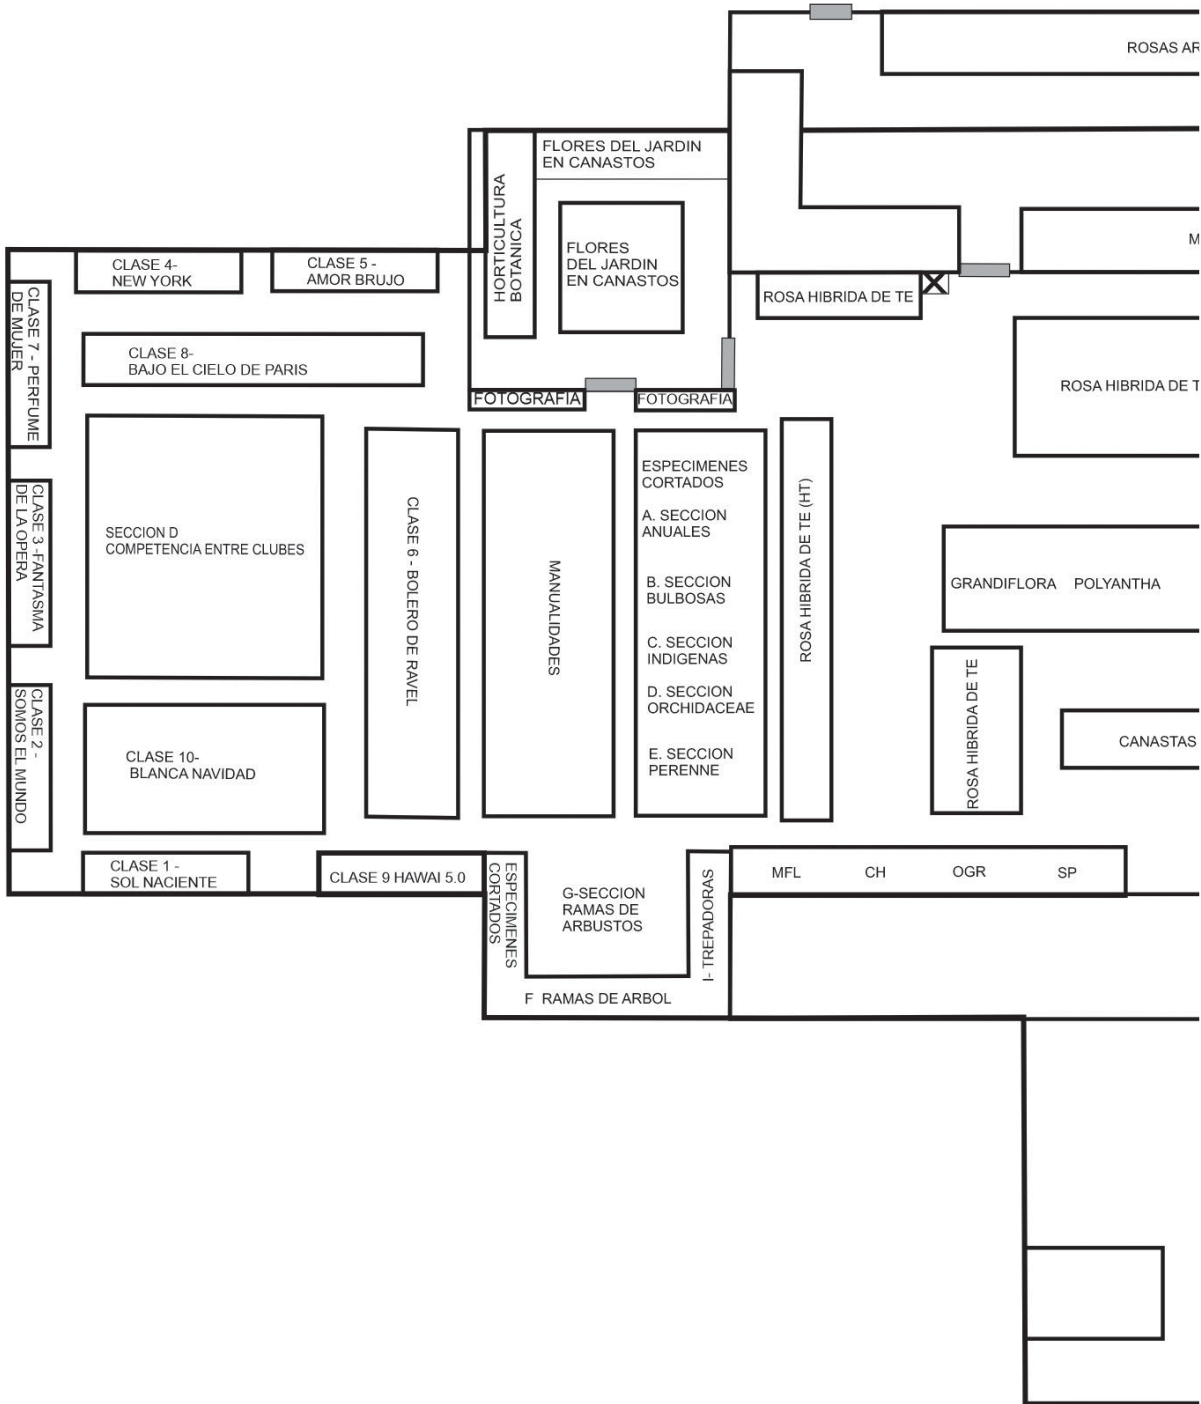 ROSAS AR
FLORES DEL JARDIN
EN CANASTOS
HORTICULTURA
BOTANICA
FLORES
DEL JARDIN
EN CANASTOS
M
CLASE 4-
NEW YORK
CLASE 5 -
AMOR BRUJO
ROSA HIBRIDA DE TE
CLASE 7 - PERFUME
DE MUJER
CLASE 8-
BAJO EL CIELO DE PARIS
FOTOGRAFIA
FOTOGRAFIA
ROSA HIBRIDA DE T
CLASE 3 -FANTASMA
DE LA OPERA
SECCION D
COMPETENCIA ENTRE CLUBES
CLASE 6 - BOLERO DE RAVEL
MANUALIDADES
ESPECIMENES
CORTADOS
A. SECCION
ANUALES
B. SECCION
BULBOSAS
C. SECCION
INDIGENAS
D. SECCION
ORCHIDACEAE
E. SECCION
PERENNE
ROSA HIBRIDA DE TE (HT)
GRANDIFLORA POLYANTHA
ROSA HIBRIDA DE TE
CANASTAS
CLASE 2 -
SOMOS EL MUNDO
CLASE 10-
BLANCA NAVIDAD
CLASE 1 -
SOL NACIENTE
CLASE 9 HAWAI 5.0
ESPECIMENES
CORTADOS
G-SECCION
RAMAS DE
ARBUSTOS
I- TREPADORAS
F RAMAS DE ARBOL
MFL CH OGR SP